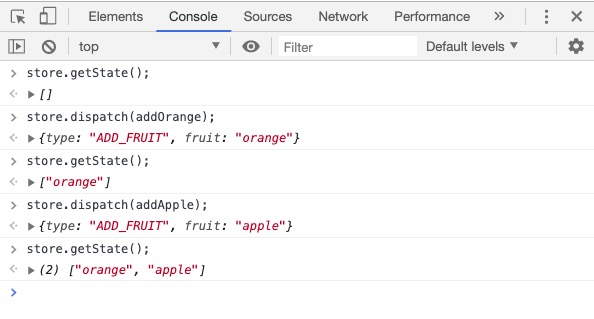 Elements Console Sources Network Performance »
top ▼ Filter Default levels ▼
> store.getState();
<· ▶ []
> store.dispatch(addOrange);
<· ▶ {type: "ADD_FRUIT", fruit: "orange"}
> store.getState();
<· ▶ ["orange"]
> store.dispatch(addApple);
<· ▶ {type: "ADD_FRUIT", fruit: "apple"}
> store.getState();
<· ▶ (2) ["orange", "apple"]
>